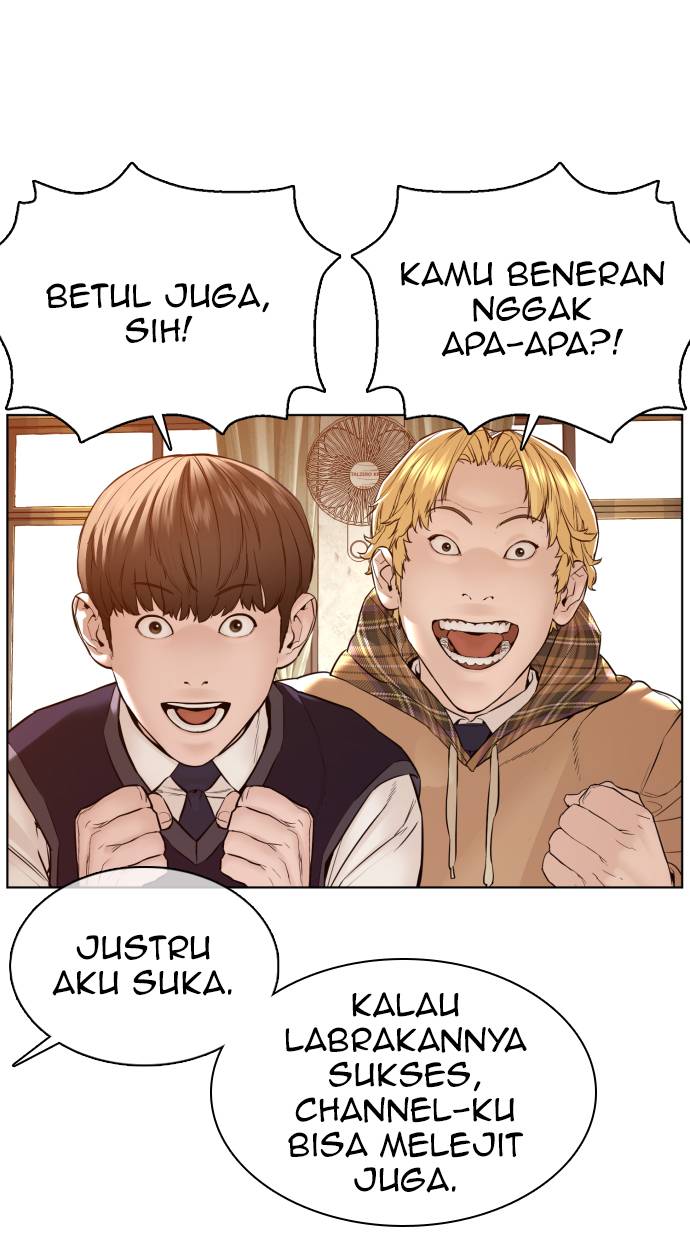 BETUL JUGA,
SIH!
KAMU BENERAN
NGGAK
APA-APA?!
JUSTRU
AKU SUKA.
KALAU
LABRAKANNYA
SUKSES,
CHANNEL-KU
BISA MELEJIT
JUGA.